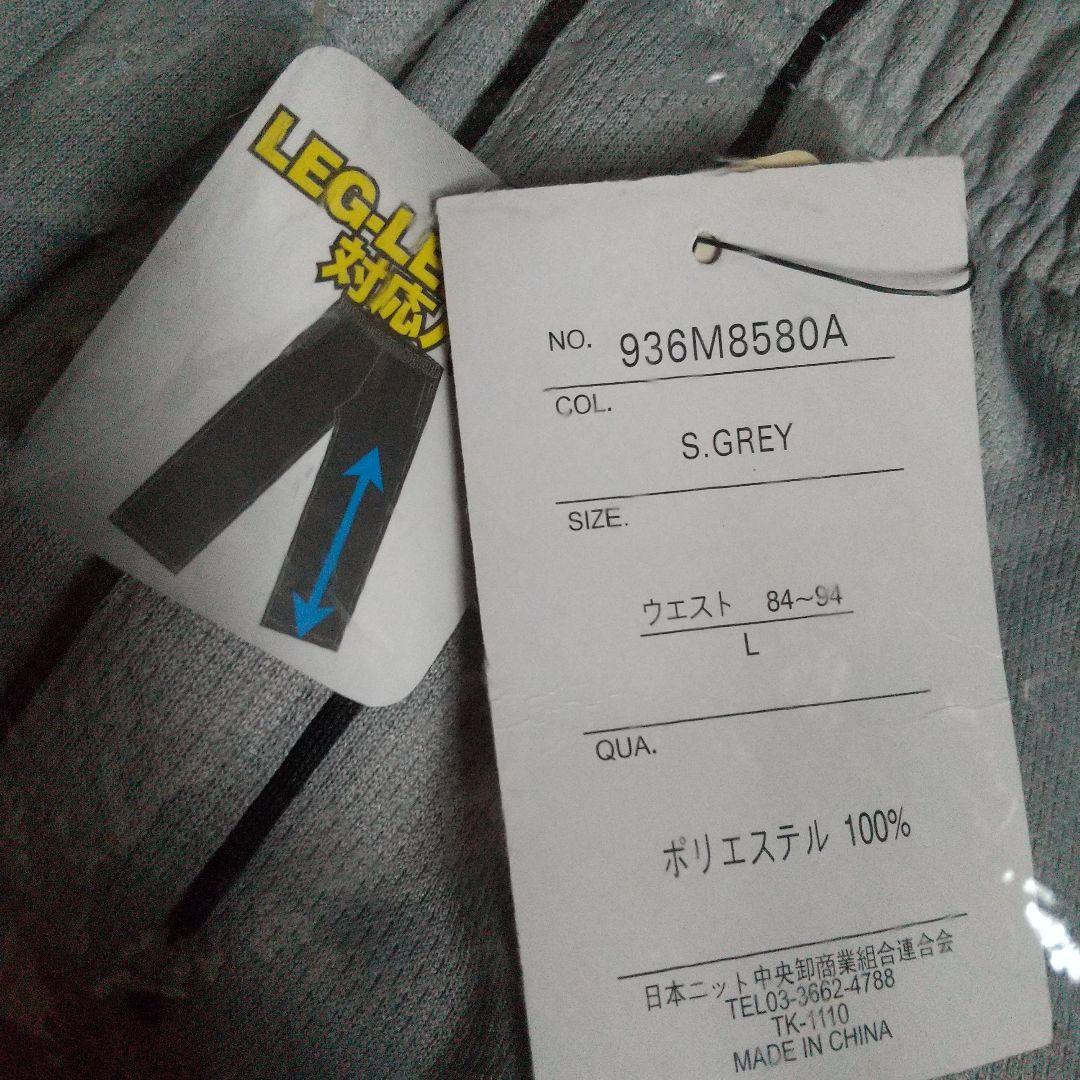 LEG-LE
対応
NO. 936M8580A
COL.
S.GREY
SIZE.
ウエスト 84~94
L
QUA.
ポリエステル 100%
日本ニット中央卸商業組合連合会
TEL03-3662-4788
TK-1110
MADE IN CHINA